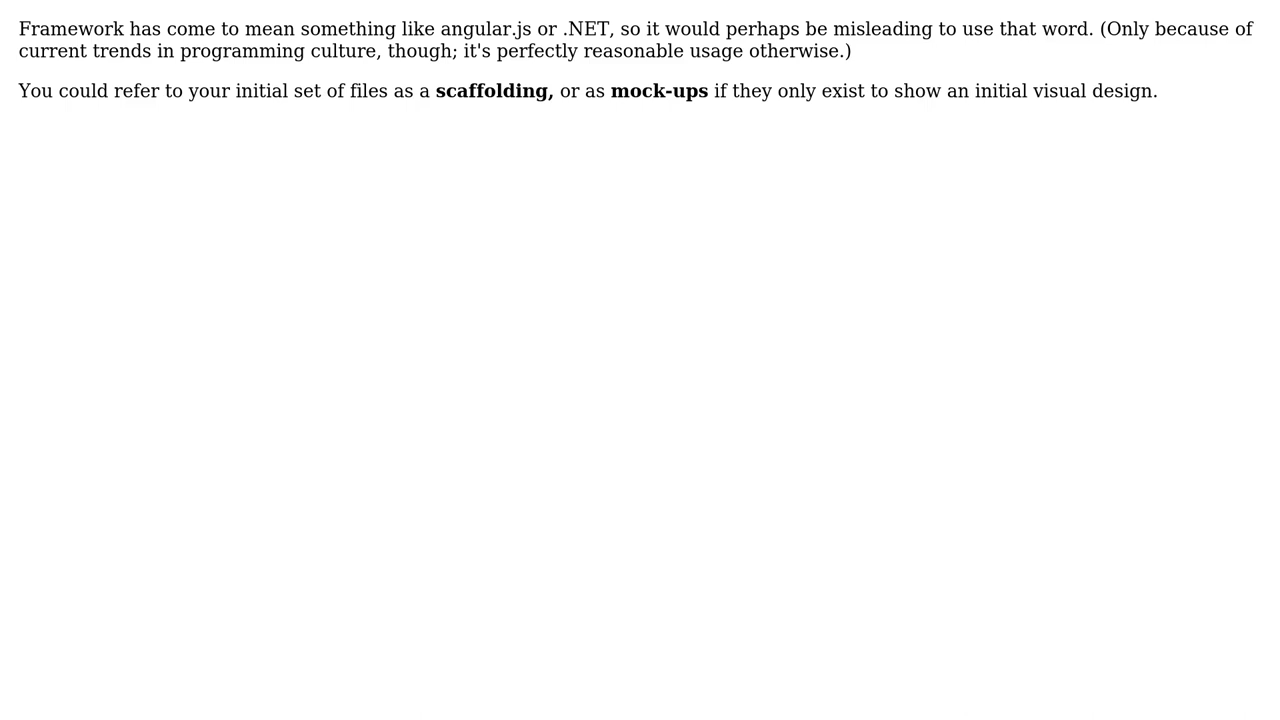 Framework has come to mean something like angular.js or .NET, so it would perhaps be misleading to use that word. (Only because of
current trends in programming culture, though; it's perfectly reasonable usage otherwise.)
You could refer to your initial set of files as a scaffolding, or as mock-ups if they only exist to show an initial visual design.